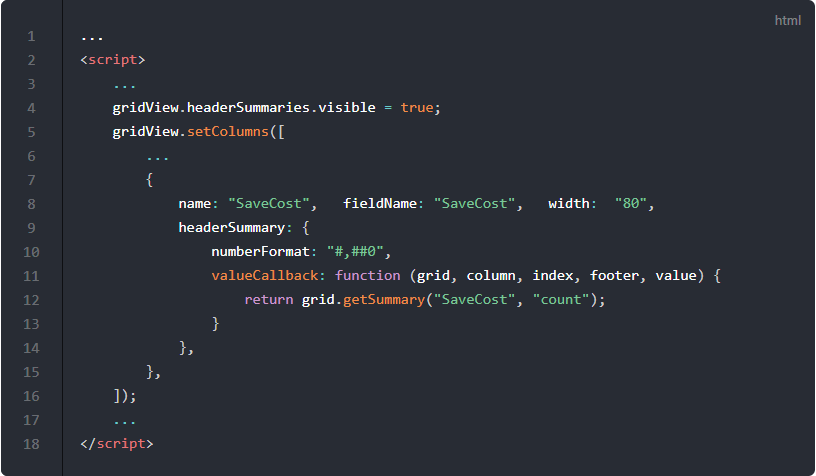 html
1 ...
2 <script>
3     ...
4     gridView.headerSummaries.visible = true;
5     gridView.setColumns([
6         ...
7         {
8             name: "SaveCost",   fieldName: "SaveCost",   width:  "80",
9             headerSummary: {
10                 numberFormat: "#,##0",
11                 valueCallback: function (grid, column, index, footer, value) {
12                     return grid.getSummary("SaveCost", "count");
13                 }
14             },
15         },
16     ]);
17     ...
18 </script>